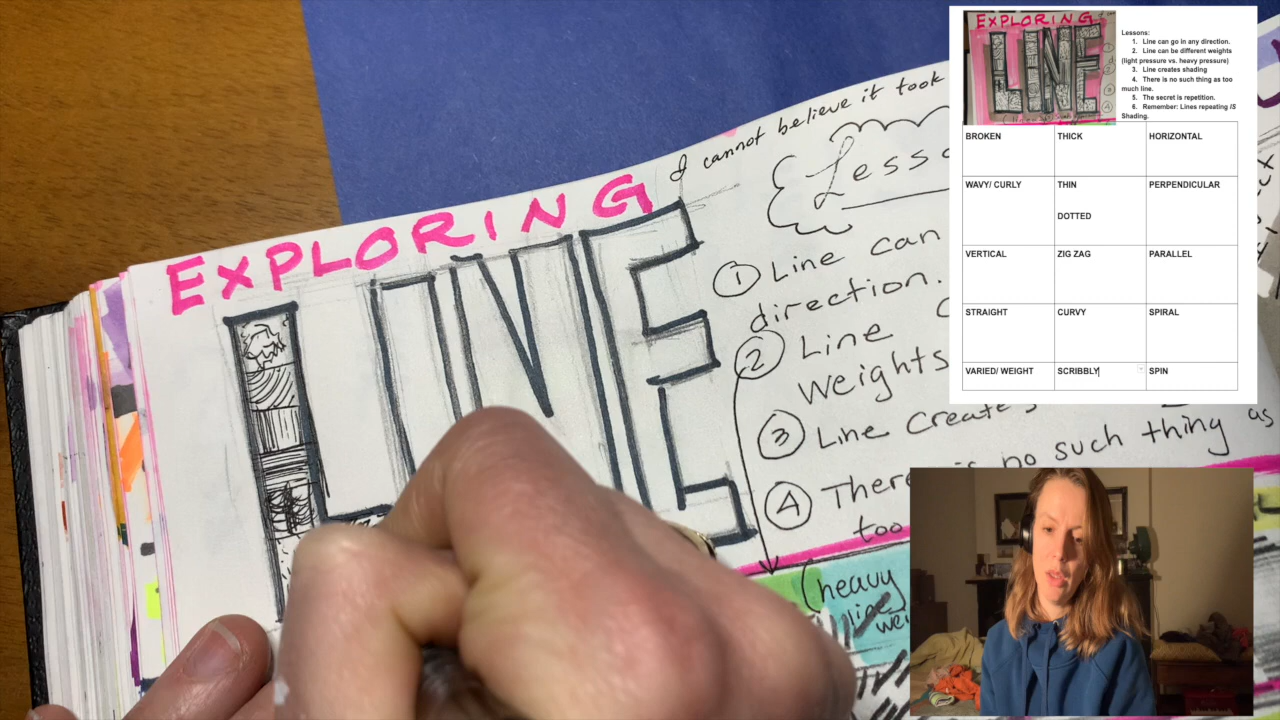 EXPLORING
LINE
I cannot believe it took
Lesso
① Line can
direction.
② Line
Weights
③ Line Creates
④ There is no such thing as
too
(heavy
line
wei
EXPLORING
LINE
Lessons:
1. Line can go in any direction.
2. Line can be different weights
(light pressure vs. heavy pressure)
3. Line creates shading
4. There is no such thing as too
much line.
5. The secret is repetition.
6. Remember: Lines repeating IS
Shading.
BROKEN THICK HORIZONTAL
WAVY/ CURLY THIN PERPENDICULAR
DOTTED
VERTICAL ZIG ZAG PARALLEL
STRAIGHT CURVY SPIRAL
VARIED/ WEIGHT SCRIBBLY SPIN